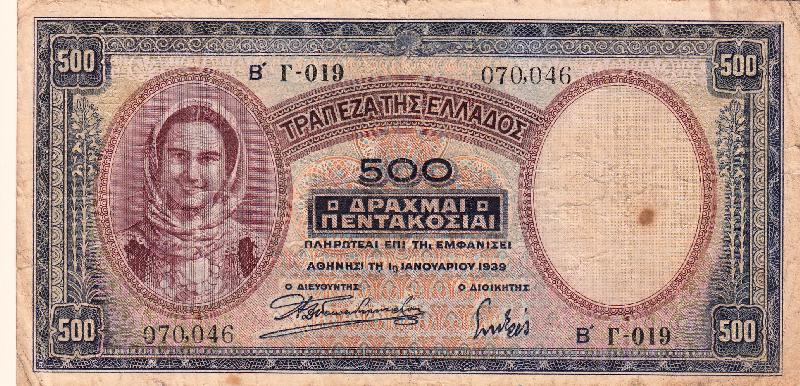 500
500
Β΄ Γ-019
070,046
ΤΡΑΠΕΖΑ ΤΗΣ ΕΛΛΑΔΟΣ
500
ΔΡΑΧΜΑΙ
ΠΕΝΤΑΚΟΣΙΑΙ
ΠΛΗΡΩΤΕΑΙ ΕΠΙ ΤΗι ΕΜΦΑΝΙΣΕΙ
ΑΘΗΝΗΣΙ ΤΗ 1η ΙΑΝΟΥΑΡΙΟΥ 1939
Ο ΔΙΕΥΘΥΝΤΗΣ
Ο ΔΙΟΙΚΗΤΗΣ
500
070,046
Β΄ Γ-019
500